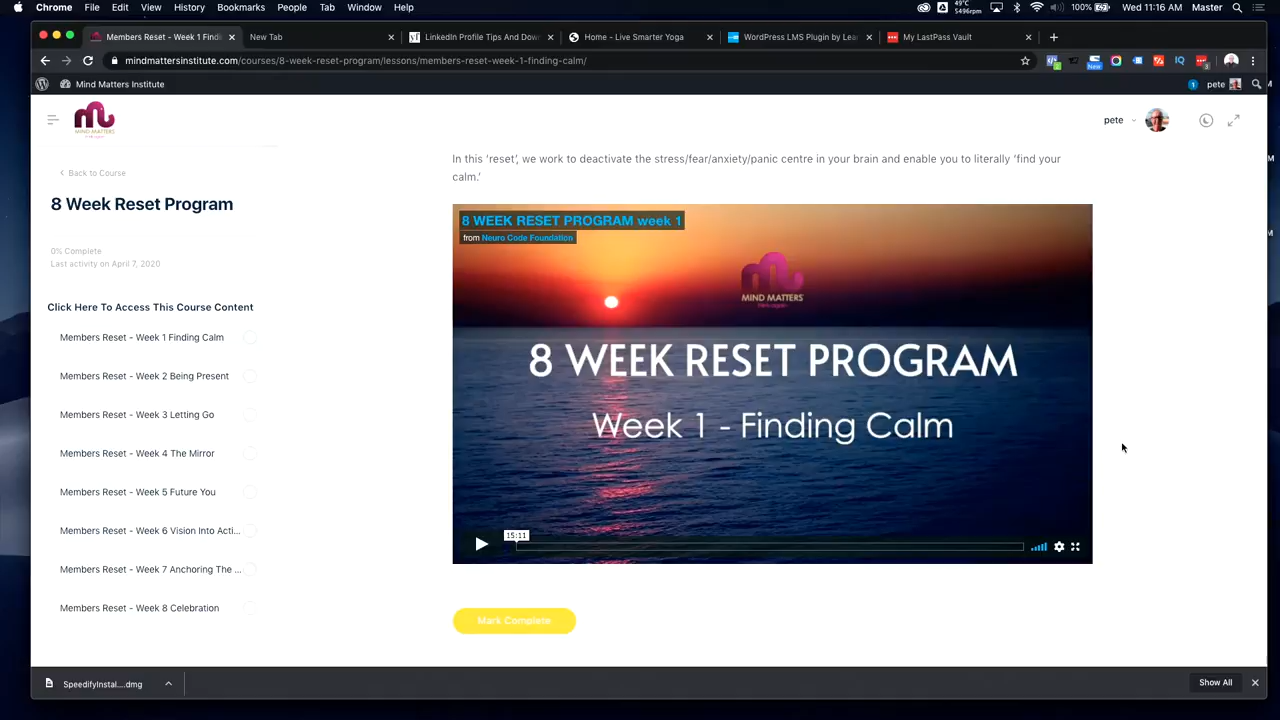 Chrome File Edit View History Bookmarks People Tab Window Help
49°C
5496rpm
100%
Wed 11:16 AM Master
Members Reset - Week 1 Findi
New Tab
LinkedIn Profile Tips And Dow
Home - Live Smarter Yoga
WordPress LMS Plugin by Lea
My LastPass Vault
mindmattersinstitute.com/courses/8-week-reset-program/lessons/members-reset-week-1-finding-calm/
New
IQ
Mind Matters Institute
1
pete
MIND MATTERS
pete
In this ‘reset’, we work to deactivate the stress/fear/anxiety/panic centre in your brain and enable you to literally ‘find your
calm.’
Back to Course
8 Week Reset Program
0% Complete
Last activity on April 7, 2020
Click Here To Access This Course Content
Members Reset - Week 1 Finding Calm
Members Reset - Week 2 Being Present
Members Reset - Week 3 Letting Go
Members Reset - Week 4 The Mirror
Members Reset - Week 5 Future You
Members Reset - Week 6 Vision Into Acti...
Members Reset - Week 7 Anchoring The ...
Members Reset - Week 8 Celebration
8 WEEK RESET PROGRAM week 1
from Neuro Code Foundation
MIND MATTERS
8 WEEK RESET PROGRAM
Week 1 - Finding Calm
15:11
Mark Complete
SpeedifyInstal....dmg
Show All